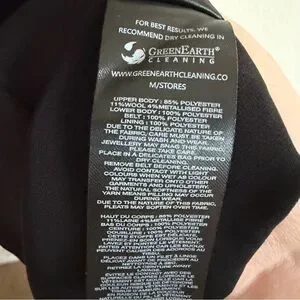 FOR BEST RESULTS, WE
RECOMMEND DRY CLEANING IN
GREENEARTH®
CLEANING
WWW.GREENEARTHCLEANING.CO
M/STORES
UPPER BODY : 85% POLYESTER
11%WOOL 4%METALLISED FIBRE
LOWER BODY : 100% POLYESTER
BELT : 100% POLYESTER
LINING : 100% POLYESTER
DUE TO THE DELICATE NATURE OF
THE FABRIC, CARE MUST BE TAKEN
DURING WASH AND WEAR.
JEWELLERY MAY SNAG THIS FABRIC
PLEASE TAKE CARE.
PLACE IN A DELICATES BAG PRIOR TO
DRY CLEANING.
REMOVE BELT BEFORE CLEANING.
AVOID CONTACT WITH LIGHT
COLOURS WHEN WET AS COLOUR
MAY TRANSFER ONTO OTHER
GARMENTS AND UPHOLSTERY.
THE NATURAL SOFTNESS OF THE
YARN MEANS PILLING MAY OCCUR
DURING WEAR.
DUE TO THE NATURE OF THIS FABRIC,
PLEATS MAY SOFTEN OVER TIME.
HAUT DU CORPS : 85% POLYESTER
11%LAINE 4%METALLISE FIBRE
BAS DU CORPS : 100% POLYESTER
CEINTURE : 100% POLYESTER
DOUBLURE : 100% POLYESTER